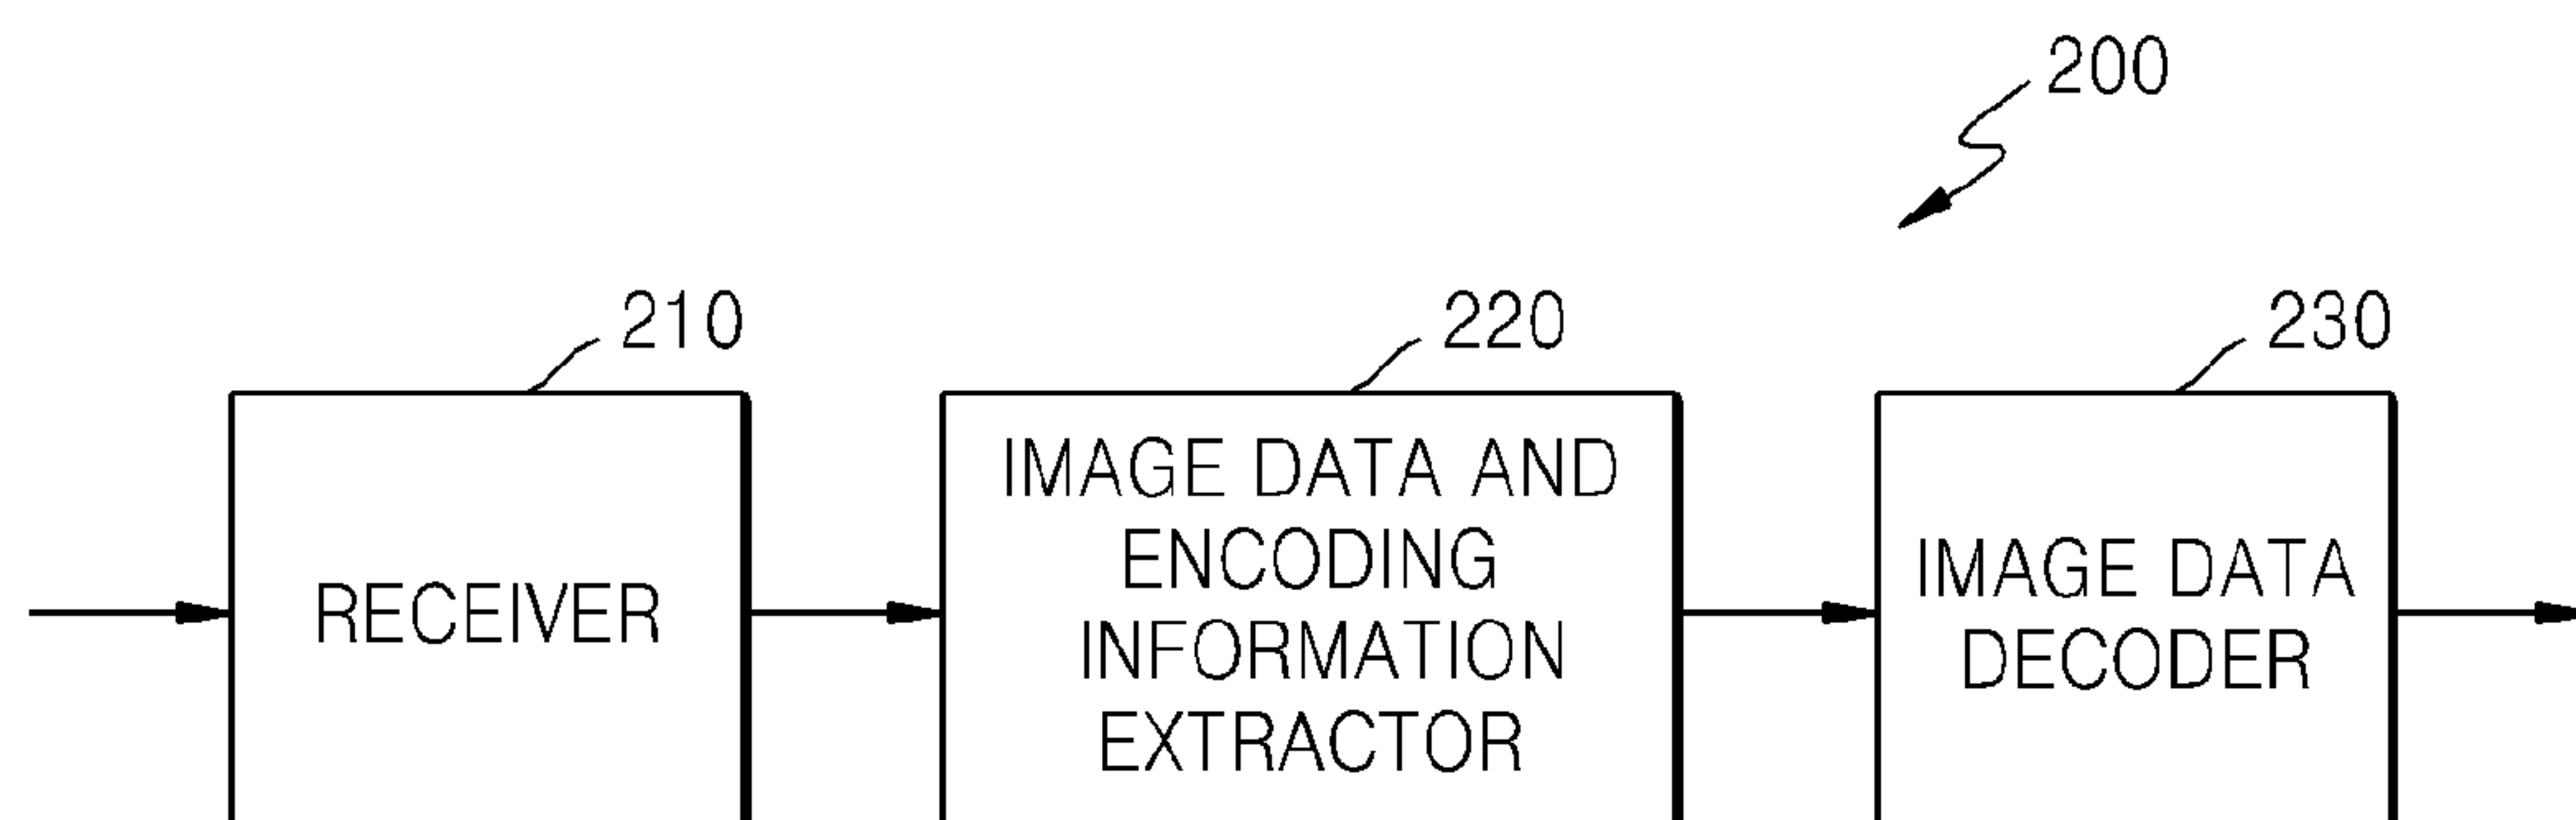 200
210
220
230
RECEIVER
IMAGE DATA AND
ENCODING
INFORMATION
EXTRACTOR
IMAGE DATA
DECODER